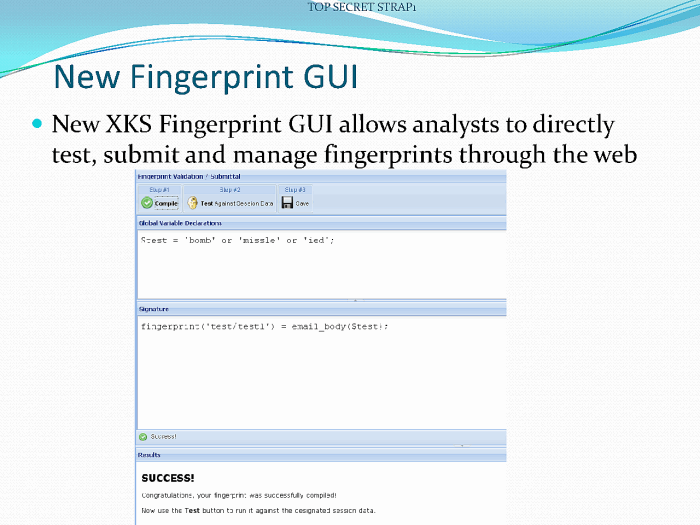 TOP SECRET STRAP1
New Fingerprint GUI
New XKS Fingerprint GUI allows analysts to directly
test, submit and manage fingerprints through the web
Fingerprint Validation / Submittal
Step #1 Step #2 Step #3
Compile Test Against Session Data Save
Global Variable Declarations
$test = 'bomb' or 'missle' or 'ied';
Signature
fingerprint('test/test1') = email_body($test);
Success!
Results
SUCCESS!
Congratulations, your fingerprint was successfully compiled!
Now use the Test button to run it against the designated session data.